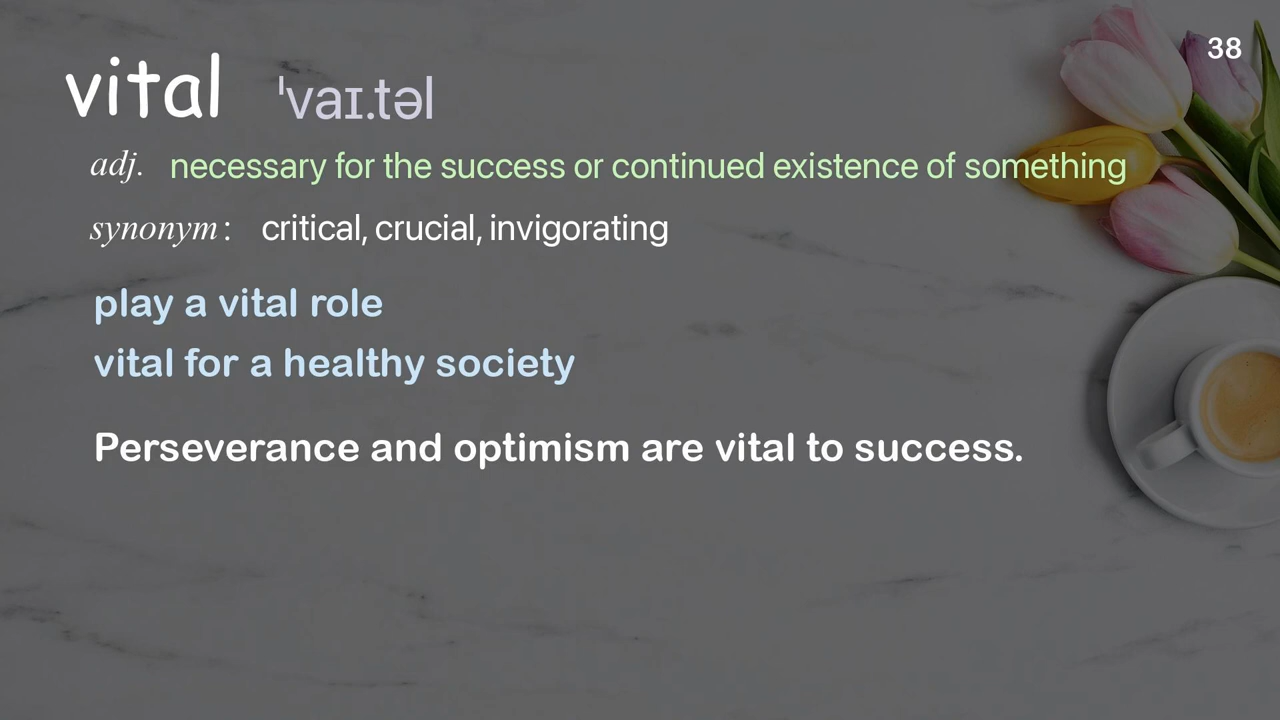 38
vital ˈvaɪ.təl
adj. necessary for the success or continued existence of something
synonym: critical, crucial, invigorating
play a vital role
vital for a healthy society
Perseverance and optimism are vital to success.